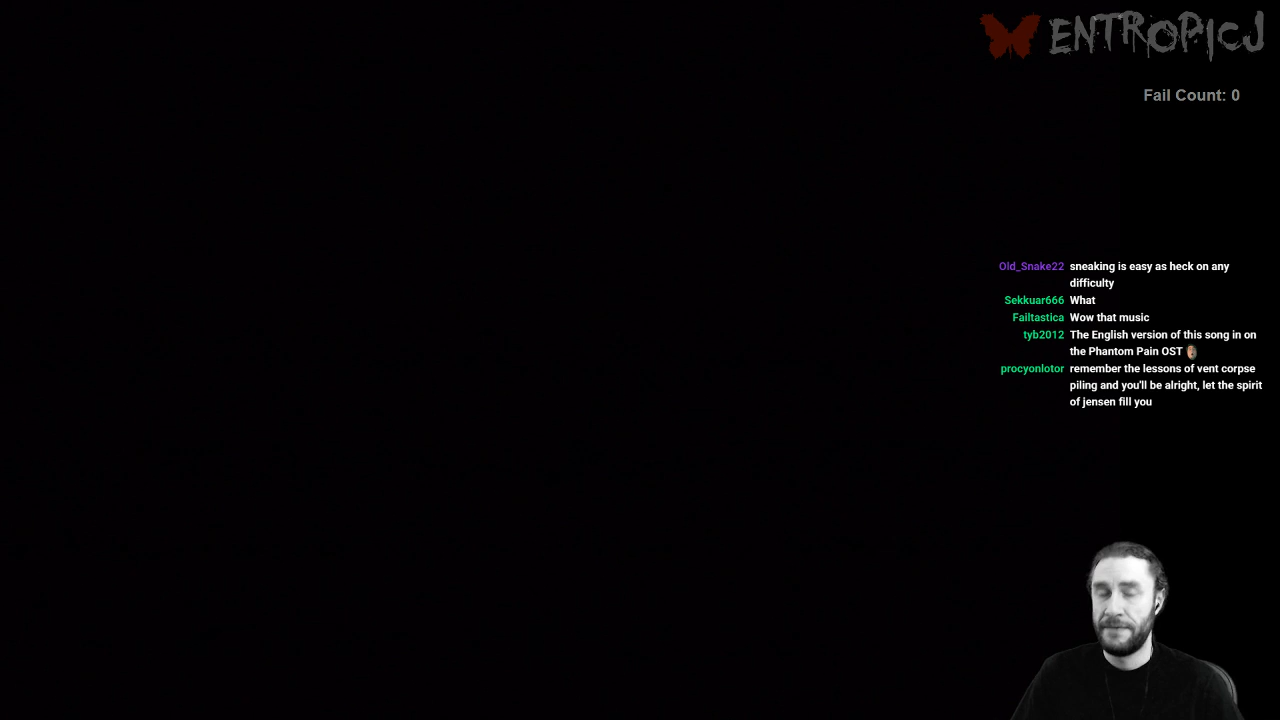 ENTROPICJ
Fail Count: 0
Old_Snake22 sneaking is easy as heck on any
difficulty
Sekkuar666 What
Failtastica Wow that music
tyb2012 The English version of this song in on
the Phantom Pain OST
procyonlotor remember the lessons of vent corpse
piling and you'll be alright, let the spirit
of jensen fill you